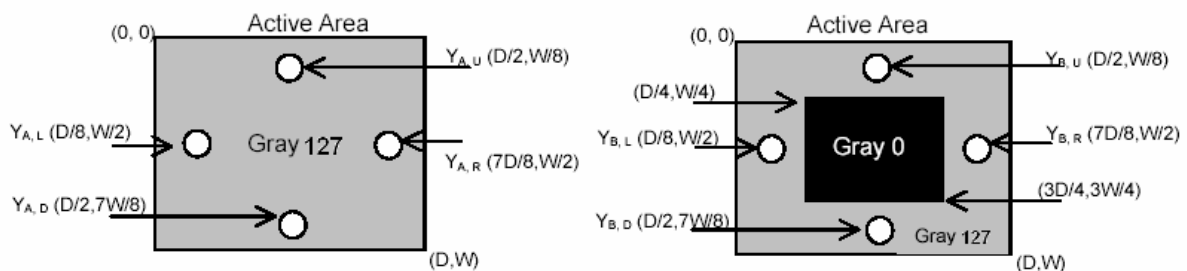 Active Area
(0, 0)
Y_A,U (D/2,W/8)
Y_A,L (D/8,W/2)
Gray 127
Y_A,R (7D/8,W/2)
Y_A,D (D/2,7W/8)
(D,W)
Active Area
(0, 0)
Y_B,U (D/2,W/8)
(D/4,W/4)
Y_B,L (D/8,W/2)
Gray 0
Y_B,R (7D/8,W/2)
(3D/4,3W/4)
Y_B,D (D/2,7W/8)
Gray 127
(D,W)